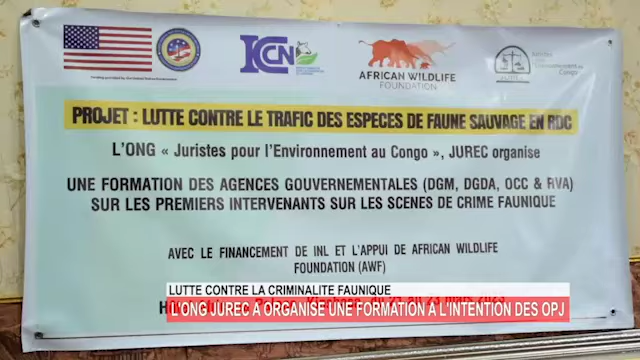 ICCN
AFRICAN WILDLIFE
FOUNDATION
PROJET : LUTTE CONTRE LE TRAFIC DES ESPECES DE FAUNE SAUVAGE EN RDC
L'ONG « Juristes pour l'Environnement au Congo », JUREC organise
UNE FORMATION DES AGENCES GOUVERNEMENTALES (DGM, DGDA, OCC & RVA)
SUR LES PREMIERS INTERVENANTS SUR LES SCENES DE CRIME FAUNIQUE
AVEC LE FINANCEMENT DE INL ET L'APPUI DE AFRICAN WILDLIFE
FOUNDATION (AWF)
LUTTE CONTRE LA CRIMINALITE FAUNIQUE
L'ONG JUREC A ORGANISE UNE FORMATION A L'INTENTION DES OPJ